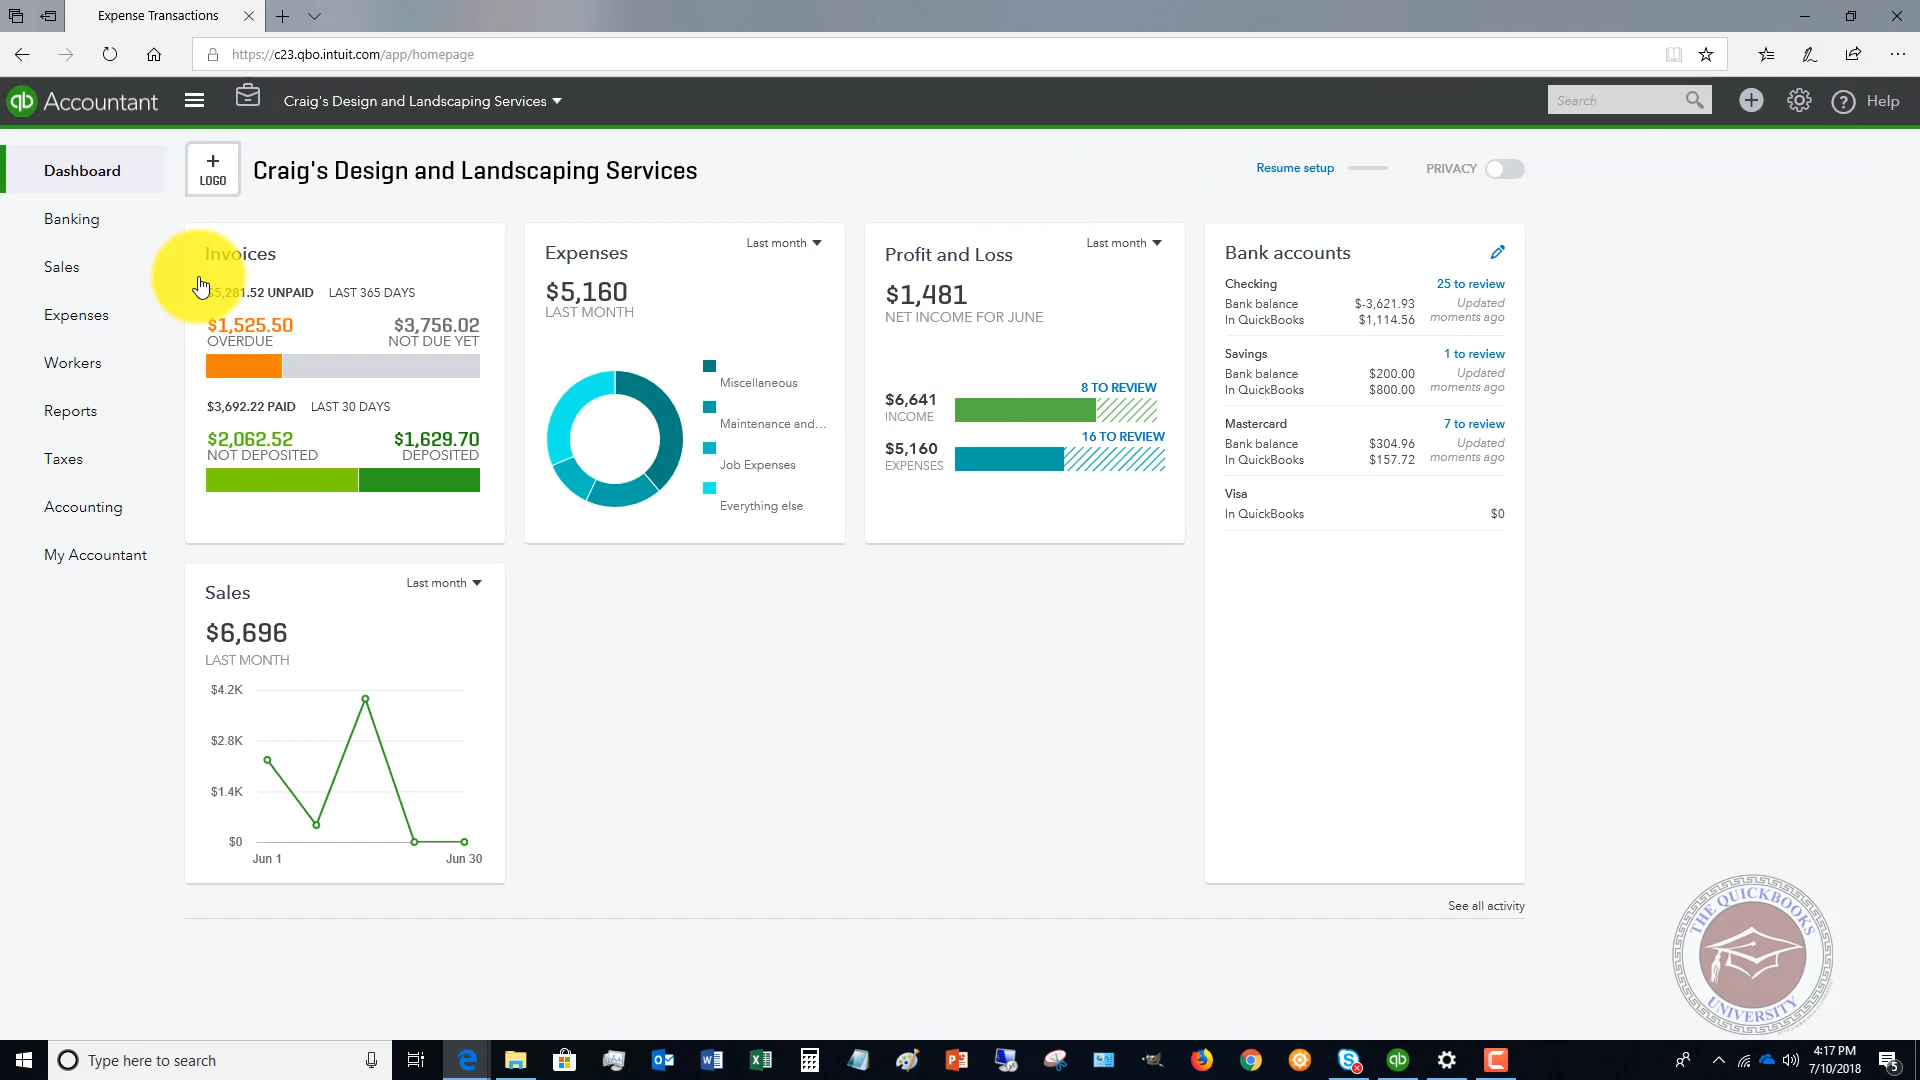 Expense Transactions
https://c23.qbo.intuit.com/app/homepage
qb Accountant
Craig's Design and Landscaping Services
Search
Help
Dashboard
Banking
Sales
Expenses
Workers
Reports
Taxes
Accounting
My Accountant
+
LOGO
Craig's Design and Landscaping Services
Resume setup
PRIVACY
Invoices
$5,281.52 UNPAID LAST 365 DAYS
$1,525.50 $3,756.02
OVERDUE NOT DUE YET
$3,692.22 PAID LAST 30 DAYS
$2,062.52 $1,629.70
NOT DEPOSITED DEPOSITED
Expenses
Last month
$5,160
LAST MONTH
Miscellaneous
Maintenance and...
Job Expenses
Everything else
Profit and Loss
Last month
$1,481
NET INCOME FOR JUNE
8 TO REVIEW
$6,641
INCOME
16 TO REVIEW
$5,160
EXPENSES
Bank accounts
Checking 25 to review
Bank balance $-3,621.93 Updated
In QuickBooks $1,114.56 moments ago
Savings 1 to review
Bank balance $200.00 Updated
In QuickBooks $800.00 moments ago
Mastercard 7 to review
Bank balance $304.96 Updated
In QuickBooks $157.72 moments ago
Visa
In QuickBooks $0
Sales
Last month
$6,696
LAST MONTH
$4.2K
$2.8K
$1.4K
$0
Jun 1 Jun 30
See all activity
THE QUICKBOOKS
UNIVERSITY
Type here to search
4:17 PM
7/10/2018
5